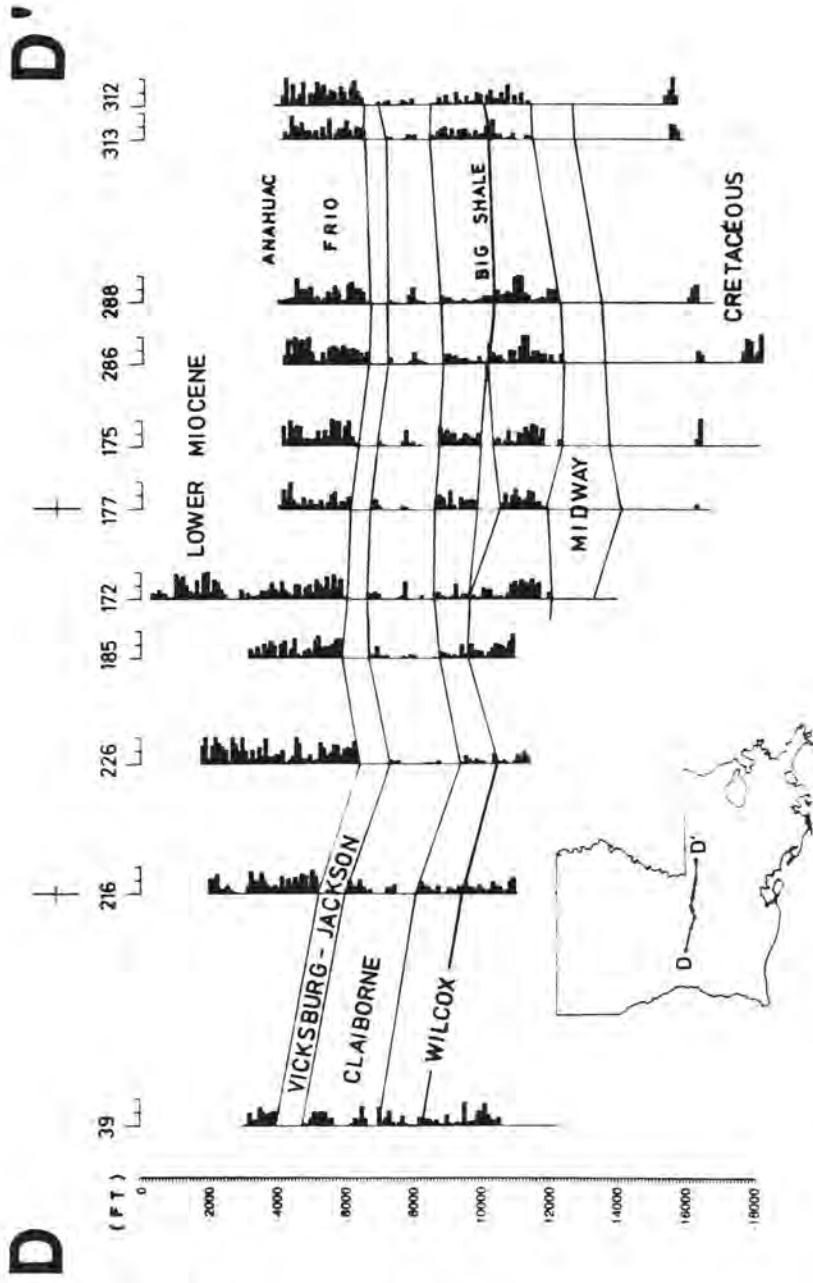 D
D'
(FT)
39
216
226
185
172
177
175
286
288
313
312
0
-2000
-4000
-6000
-8000
-10000
-12000
-14000
-16000
-18000
LOWER MIOCENE
ANAHUAC
FRIO
VICKSBURG - JACKSON
CLAIBORNE
WILCOX
BIG SHALE
MIDWAY
CRETACEOUS
D
D'